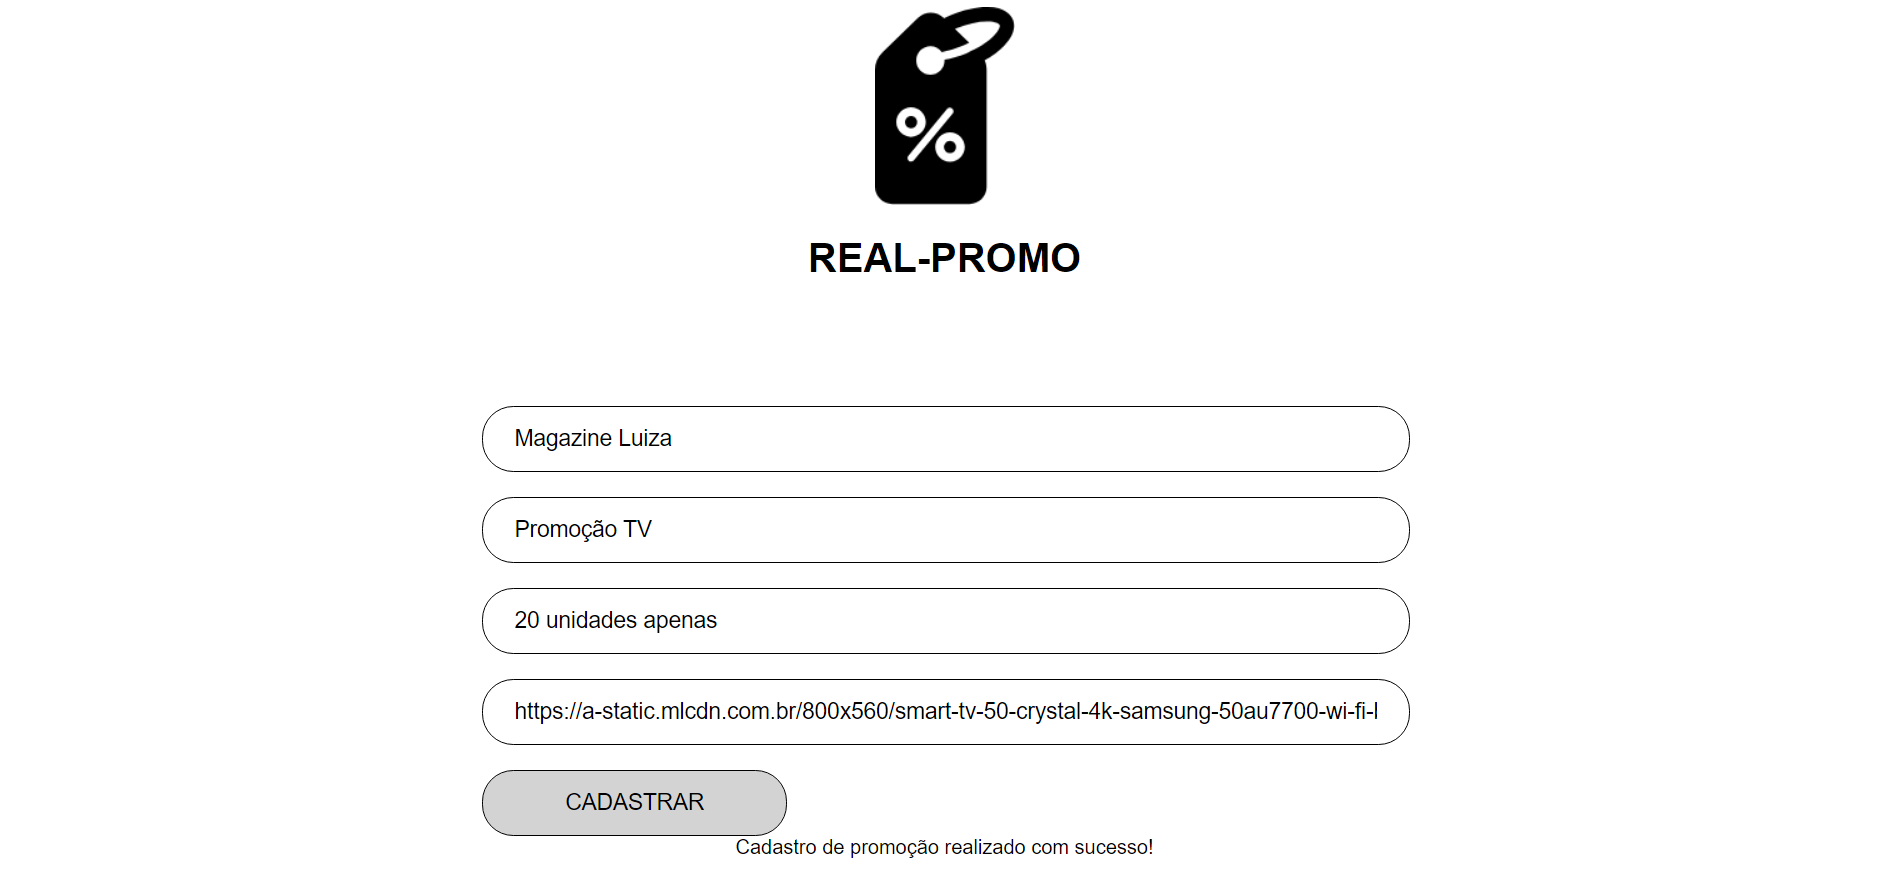 %
REAL-PROMO
Magazine Luiza
Promoção TV
20 unidades apenas
https://a-static.mlcdn.com.br/800x560/smart-tv-50-crystal-4k-samsung-50au7700-wi-fi-
CADASTRAR
Cadastro de promoção realizado com sucesso!